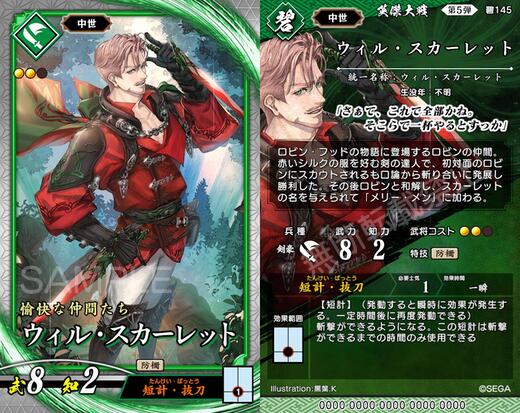 中世
SAMPLE
愉快な仲間たち
ウィル・スカーレット
防柵
武8 知2
たんけい・ばっとう
短計・抜刀
1
碧
中世
英傑大戦
第5弾
碧145
ウィル・スカーレット
統一名称:ウィル・スカーレット
生没年:不明
「さぁて、これで全部かね。
そこらで一杯やるとすっか」
ロビン・フッドの物語に登場するロビンの仲間。
赤いシルクの服を好む剣の達人で、初対面のロビ
ンにスカウトされるも口論から斬り合いに発展し
勝利した。その後ロビンと和解し、スカーレット
の名を与えられて「メリー・メン」に加わる。
兵種
武力
知力
武将コスト
剣豪
8
2
特技
防柵
たんけい・ばっとう
短計・抜刀
必要士気
1
効果時間
一瞬
効果範囲
【短計】(発動すると瞬時に効果が発生す
る。一定時間後に再度発動できる)
斬撃ができるようになる。この短計は斬撃
ができるまでの時間のみ使用できる
Illustration:黒葉.K
©SEGA
0000-0000-0000-0000-0000